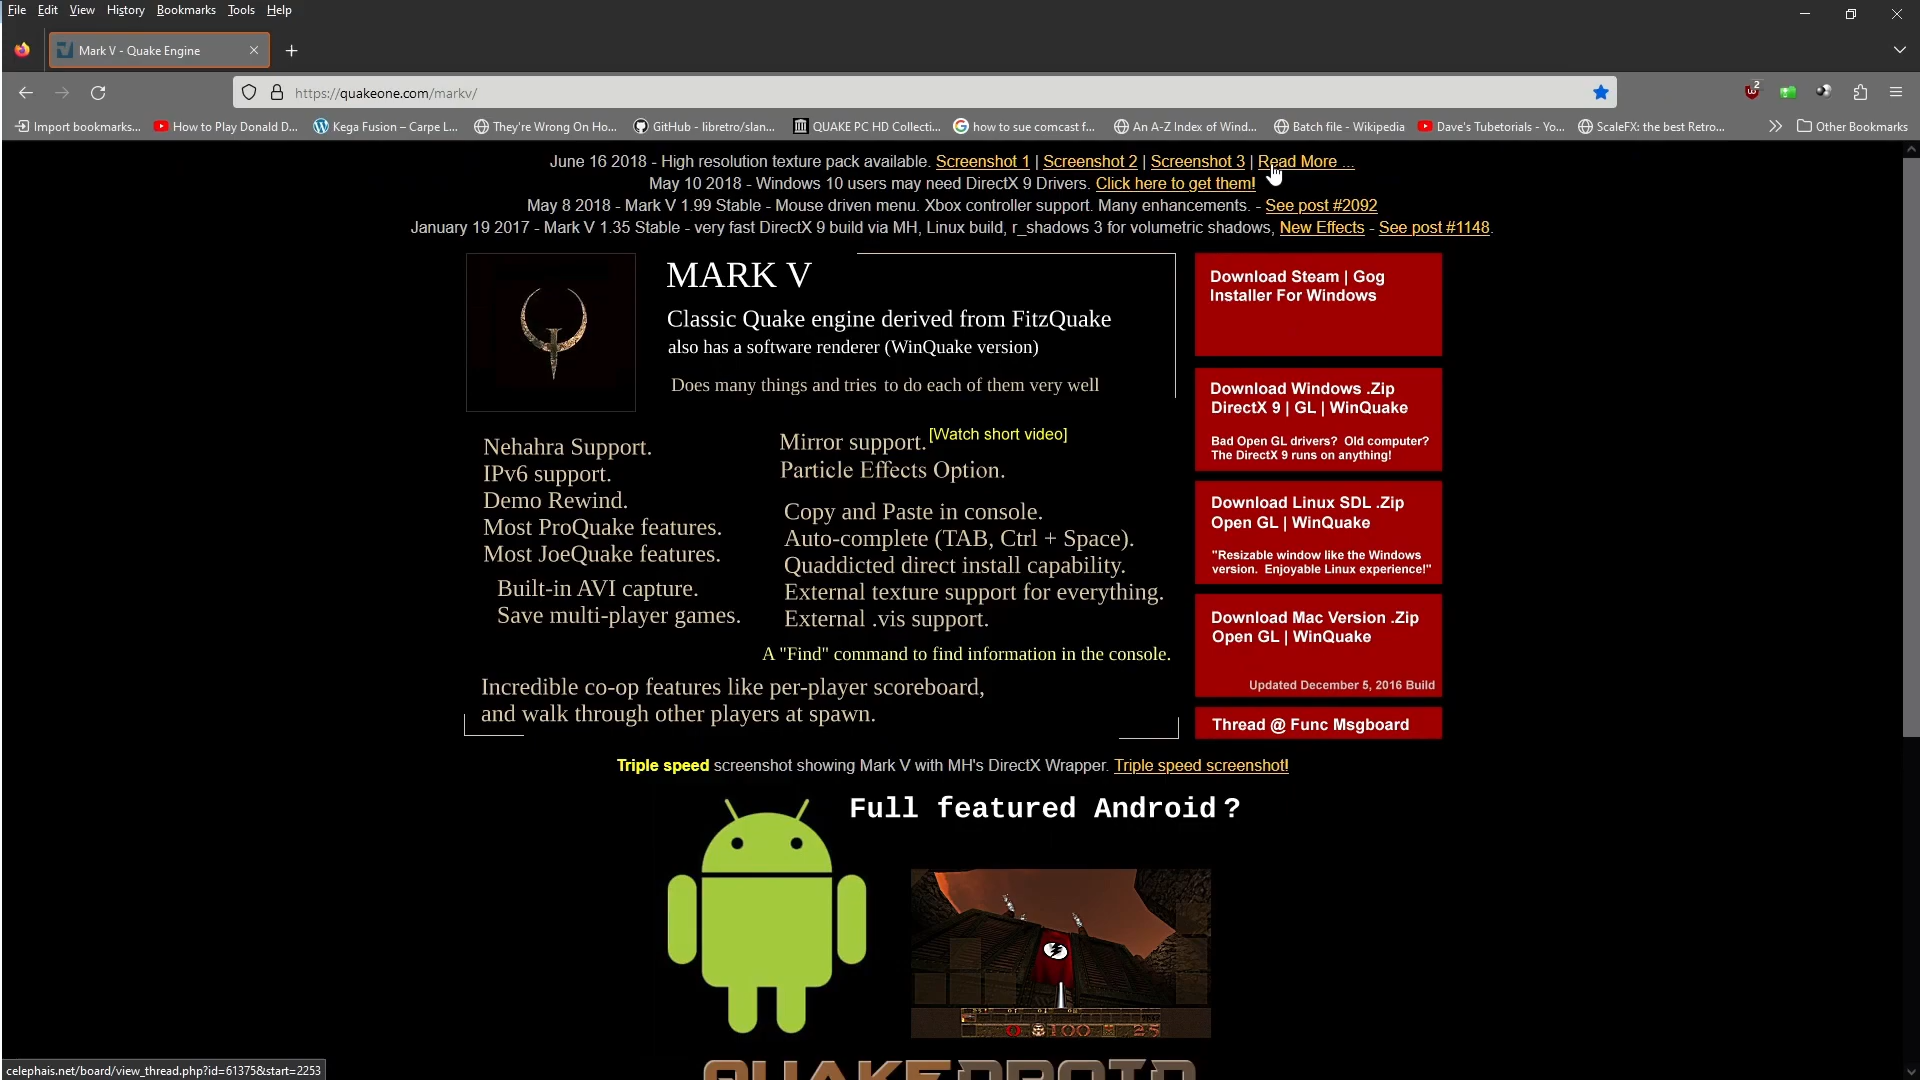 File Edit View History Bookmarks Tools Help
Mark V - Quake Engine
https://quakeone.com/markv/
2
Import bookmarks...
How to Play Donald D...
Kega Fusion – Carpe L...
They're Wrong On Ho...
GitHub - libretro/slan...
QUAKE PC HD Collecti...
how to sue comcast f...
An A-Z Index of Wind...
Batch file - Wikipedia
Dave's Tubetorials - Yo...
ScaleFX: the best Retro...
Other Bookmarks
June 16 2018 - High resolution texture pack available. Screenshot 1 | Screenshot 2 | Screenshot 3 | Read More ...
May 10 2018 - Windows 10 users may need DirectX 9 Drivers. Click here to get them!
May 8 2018 - Mark V 1.99 Stable - Mouse driven menu. Xbox controller support. Many enhancements. - See post #2092
January 19 2017 - Mark V 1.35 Stable - very fast DirectX 9 build via MH, Linux build, r_shadows 3 for volumetric shadows, New Effects - See post #1148.
MARK V
Classic Quake engine derived from FitzQuake
also has a software renderer (WinQuake version)
Does many things and tries to do each of them very well
Nehahra Support.
IPv6 support.
Demo Rewind.
Most ProQuake features.
Most JoeQuake features.
Built-in AVI capture.
Save multi-player games.
Mirror support. [Watch short video]
Particle Effects Option.
Copy and Paste in console.
Auto-complete (TAB, Ctrl + Space).
Quaddicted direct install capability.
External texture support for everything.
External .vis support.
A "Find" command to find information in the console.
Incredible co-op features like per-player scoreboard,
and walk through other players at spawn.
Download Steam | Gog
Installer For Windows
Download Windows .Zip
DirectX 9 | GL | WinQuake
Bad Open GL drivers? Old computer?
The DirectX 9 runs on anything!
Download Linux SDL .Zip
Open GL | WinQuake
"Resizable window like the Windows
version. Enjoyable Linux experience!"
Download Mac Version .Zip
Open GL | WinQuake
Updated December 5, 2016 Build
Thread @ Func Msgboard
Triple speed screenshot showing Mark V with MH's DirectX Wrapper. Triple speed screenshot!
Full featured Android?
0 100 25
QUAKEDROID
celephais.net/board/view_thread.php?id=61375&start=2253